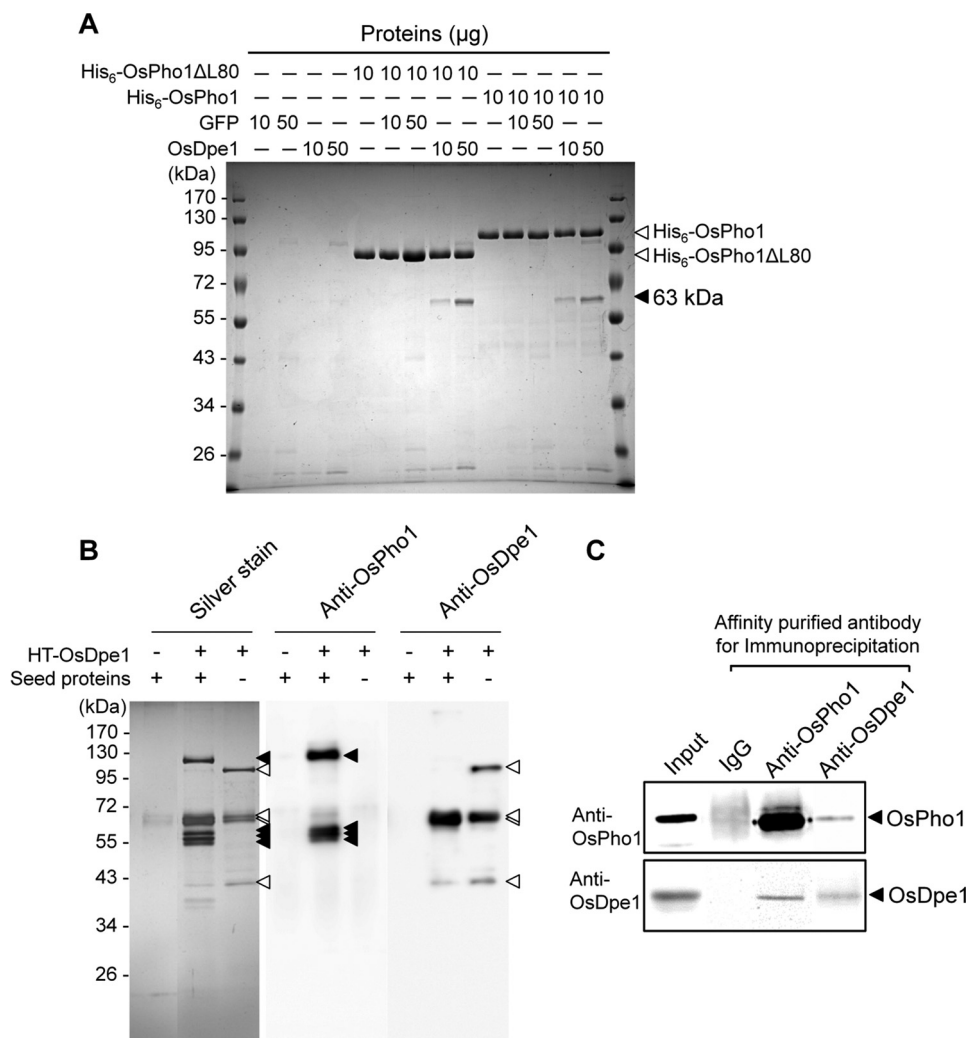 A
Proteins (µg)
His₆-OsPho1ΔL80 – – – – 10 10 10 10 10 – – – – –
His₆-OsPho1 – – – – – – – – – 10 10 10 10 10
GFP 10 50 – – – 10 50 – – – 10 50 – –
OsDpe1 – – 10 50 – – – 10 50 – – – 10 50
(kDa)
170 -
130 -
95 -
72 -
55 -
43 -
34 -
26 -
His₆-OsPho1
His₆-OsPho1ΔL80
63 kDa
B
Silver stain
Anti-OsPho1
Anti-OsDpe1
HT-OsDpe1 - + + - + + - + +
Seed proteins + + - + + - + + -
(kDa)
170 -
130 -
95 -
72 -
55 -
43 -
34 -
26 -
C
Affinity purified antibody
for Immunoprecipitation
Input
IgG
Anti-OsPho1
Anti-OsDpe1
Anti-
OsPho1
OsPho1
Anti-
OsDpe1
OsDpe1